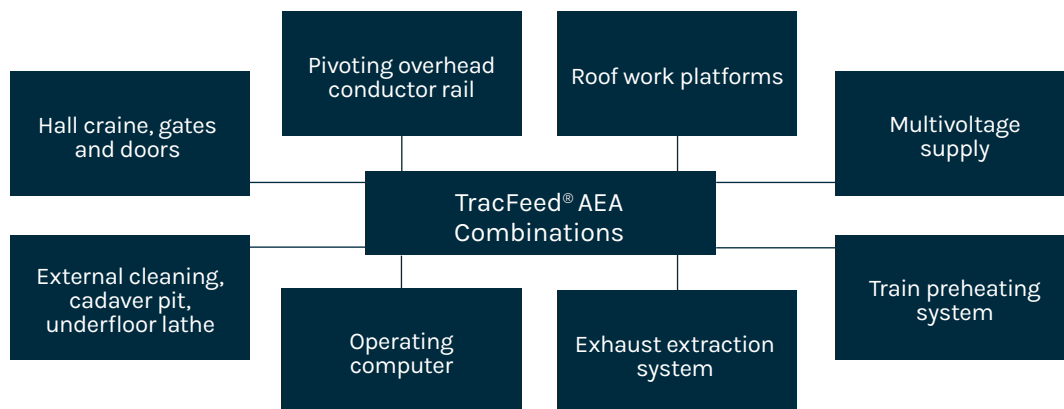 Pivoting overhead
conductor rail
Roof work platforms
Hall craine, gates
and doors
Multivoltage
supply
TracFeed® AEA
Combinations
External cleaning,
cadaver pit,
underfloor lathe
Train preheating
system
Operating
computer
Exhaust extraction
system